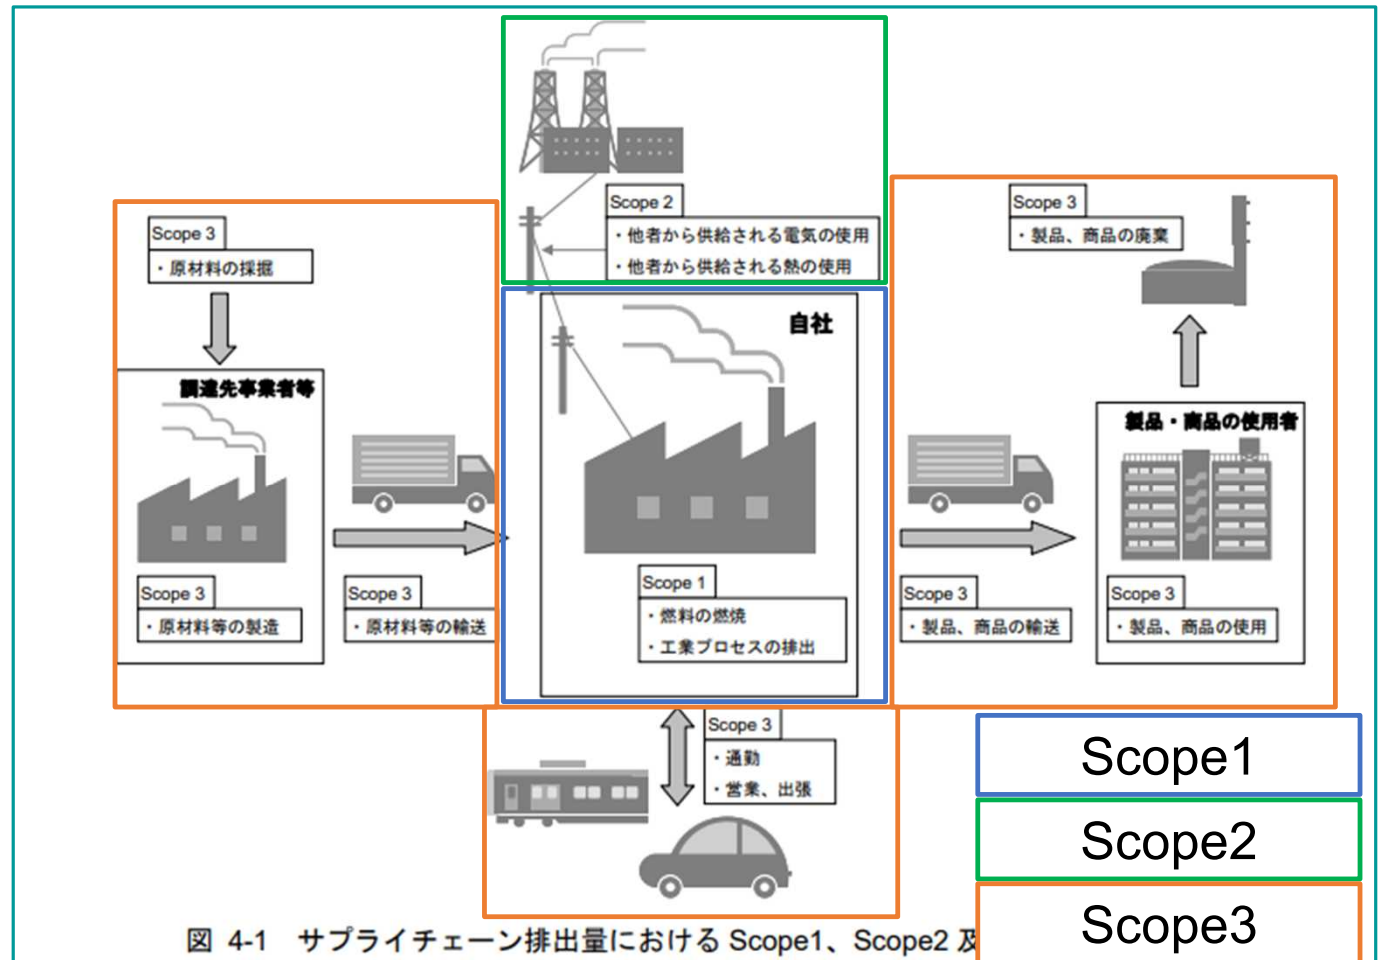 Scope 2
・他者から供給される電気の使用
・他者から供給される熱の使用
Scope 3
・原材料の採掘
Scope 3
・製品、商品の廃棄
調達先事業者等
自社
製品・商品の使用者
Scope 3
・原材料等の製造
Scope 3
・原材料等の輸送
Scope 1
・燃料の燃焼
・工業プロセスの排出
Scope 3
・製品、商品の輸送
Scope 3
・製品、商品の使用
Scope 3
・通勤
・営業、出張
Scope1
Scope2
Scope3
図 4-1 サプライチェーン排出量における Scope1、Scope2 及